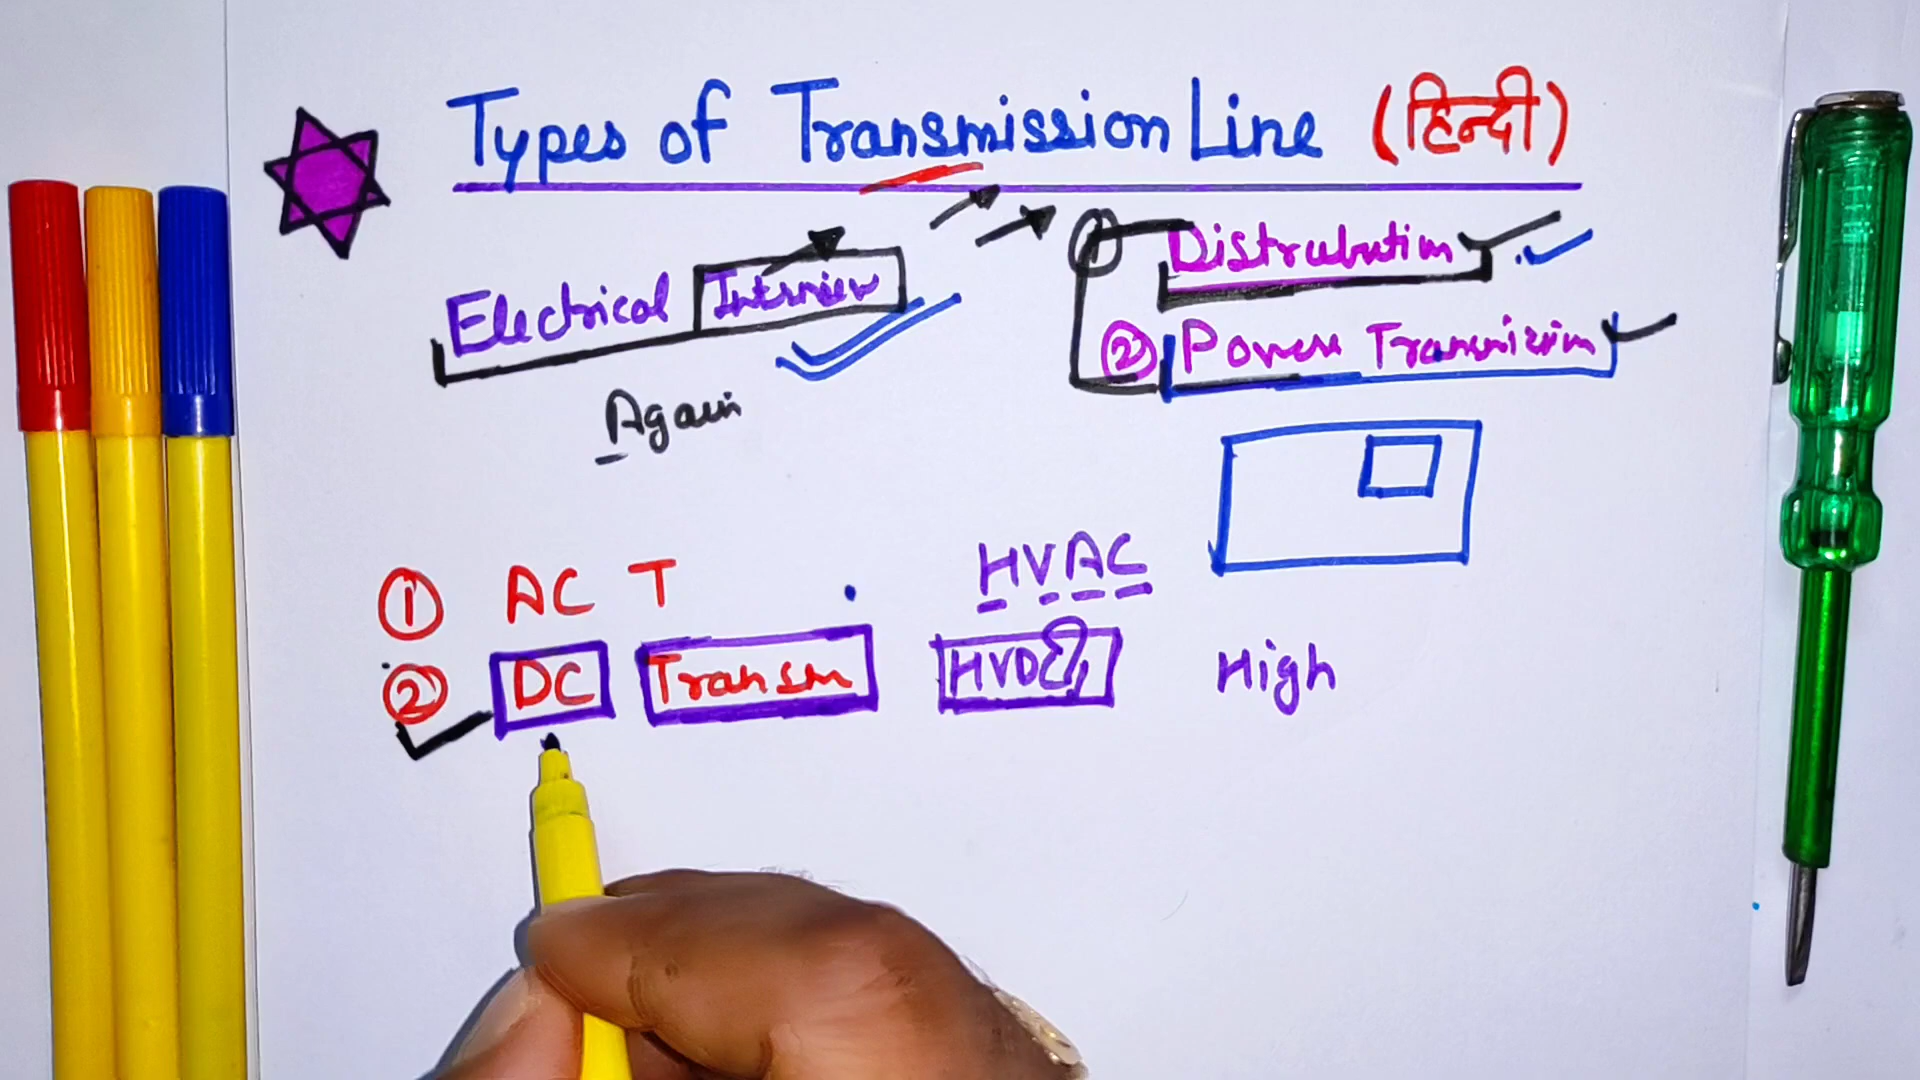 Types of Transmission Line (हिन्दी)
Electrical Interview
Again
① Distrubution
② Power Transmission
① AC T
HVAC
② DC Transm HVDC High